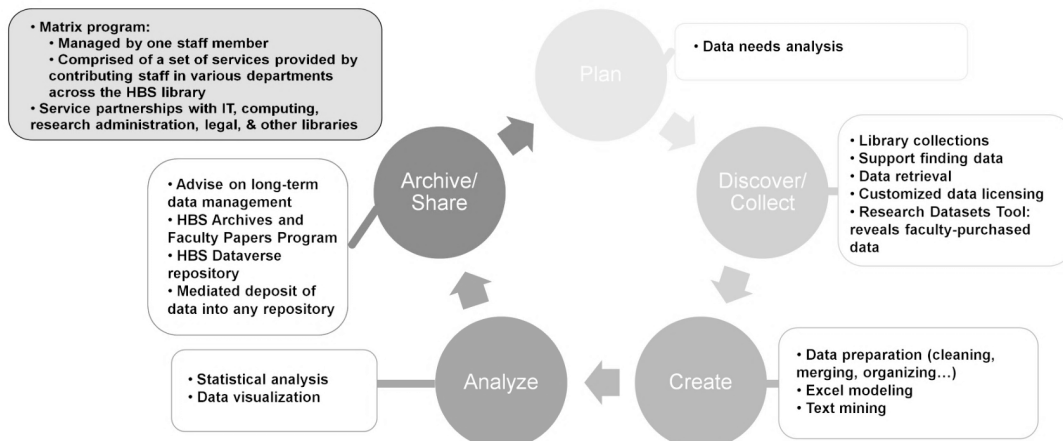 • Matrix program:
• Managed by one staff member
• Comprised of a set of services provided by
contributing staff in various departments
across the HBS library
• Service partnerships with IT, computing,
research administration, legal, & other libraries
Plan
• Data needs analysis
Discover/
Collect
• Library collections
• Support finding data
• Data retrieval
• Customized data licensing
• Research Datasets Tool:
reveals faculty-purchased
data
Create
• Data preparation (cleaning,
merging, organizing...)
• Excel modeling
• Text mining
Analyze
• Statistical analysis
• Data visualization
Archive/
Share
• Advise on long-term
data management
• HBS Archives and
Faculty Papers Program
• HBS Dataverse
repository
• Mediated deposit of
data into any repository